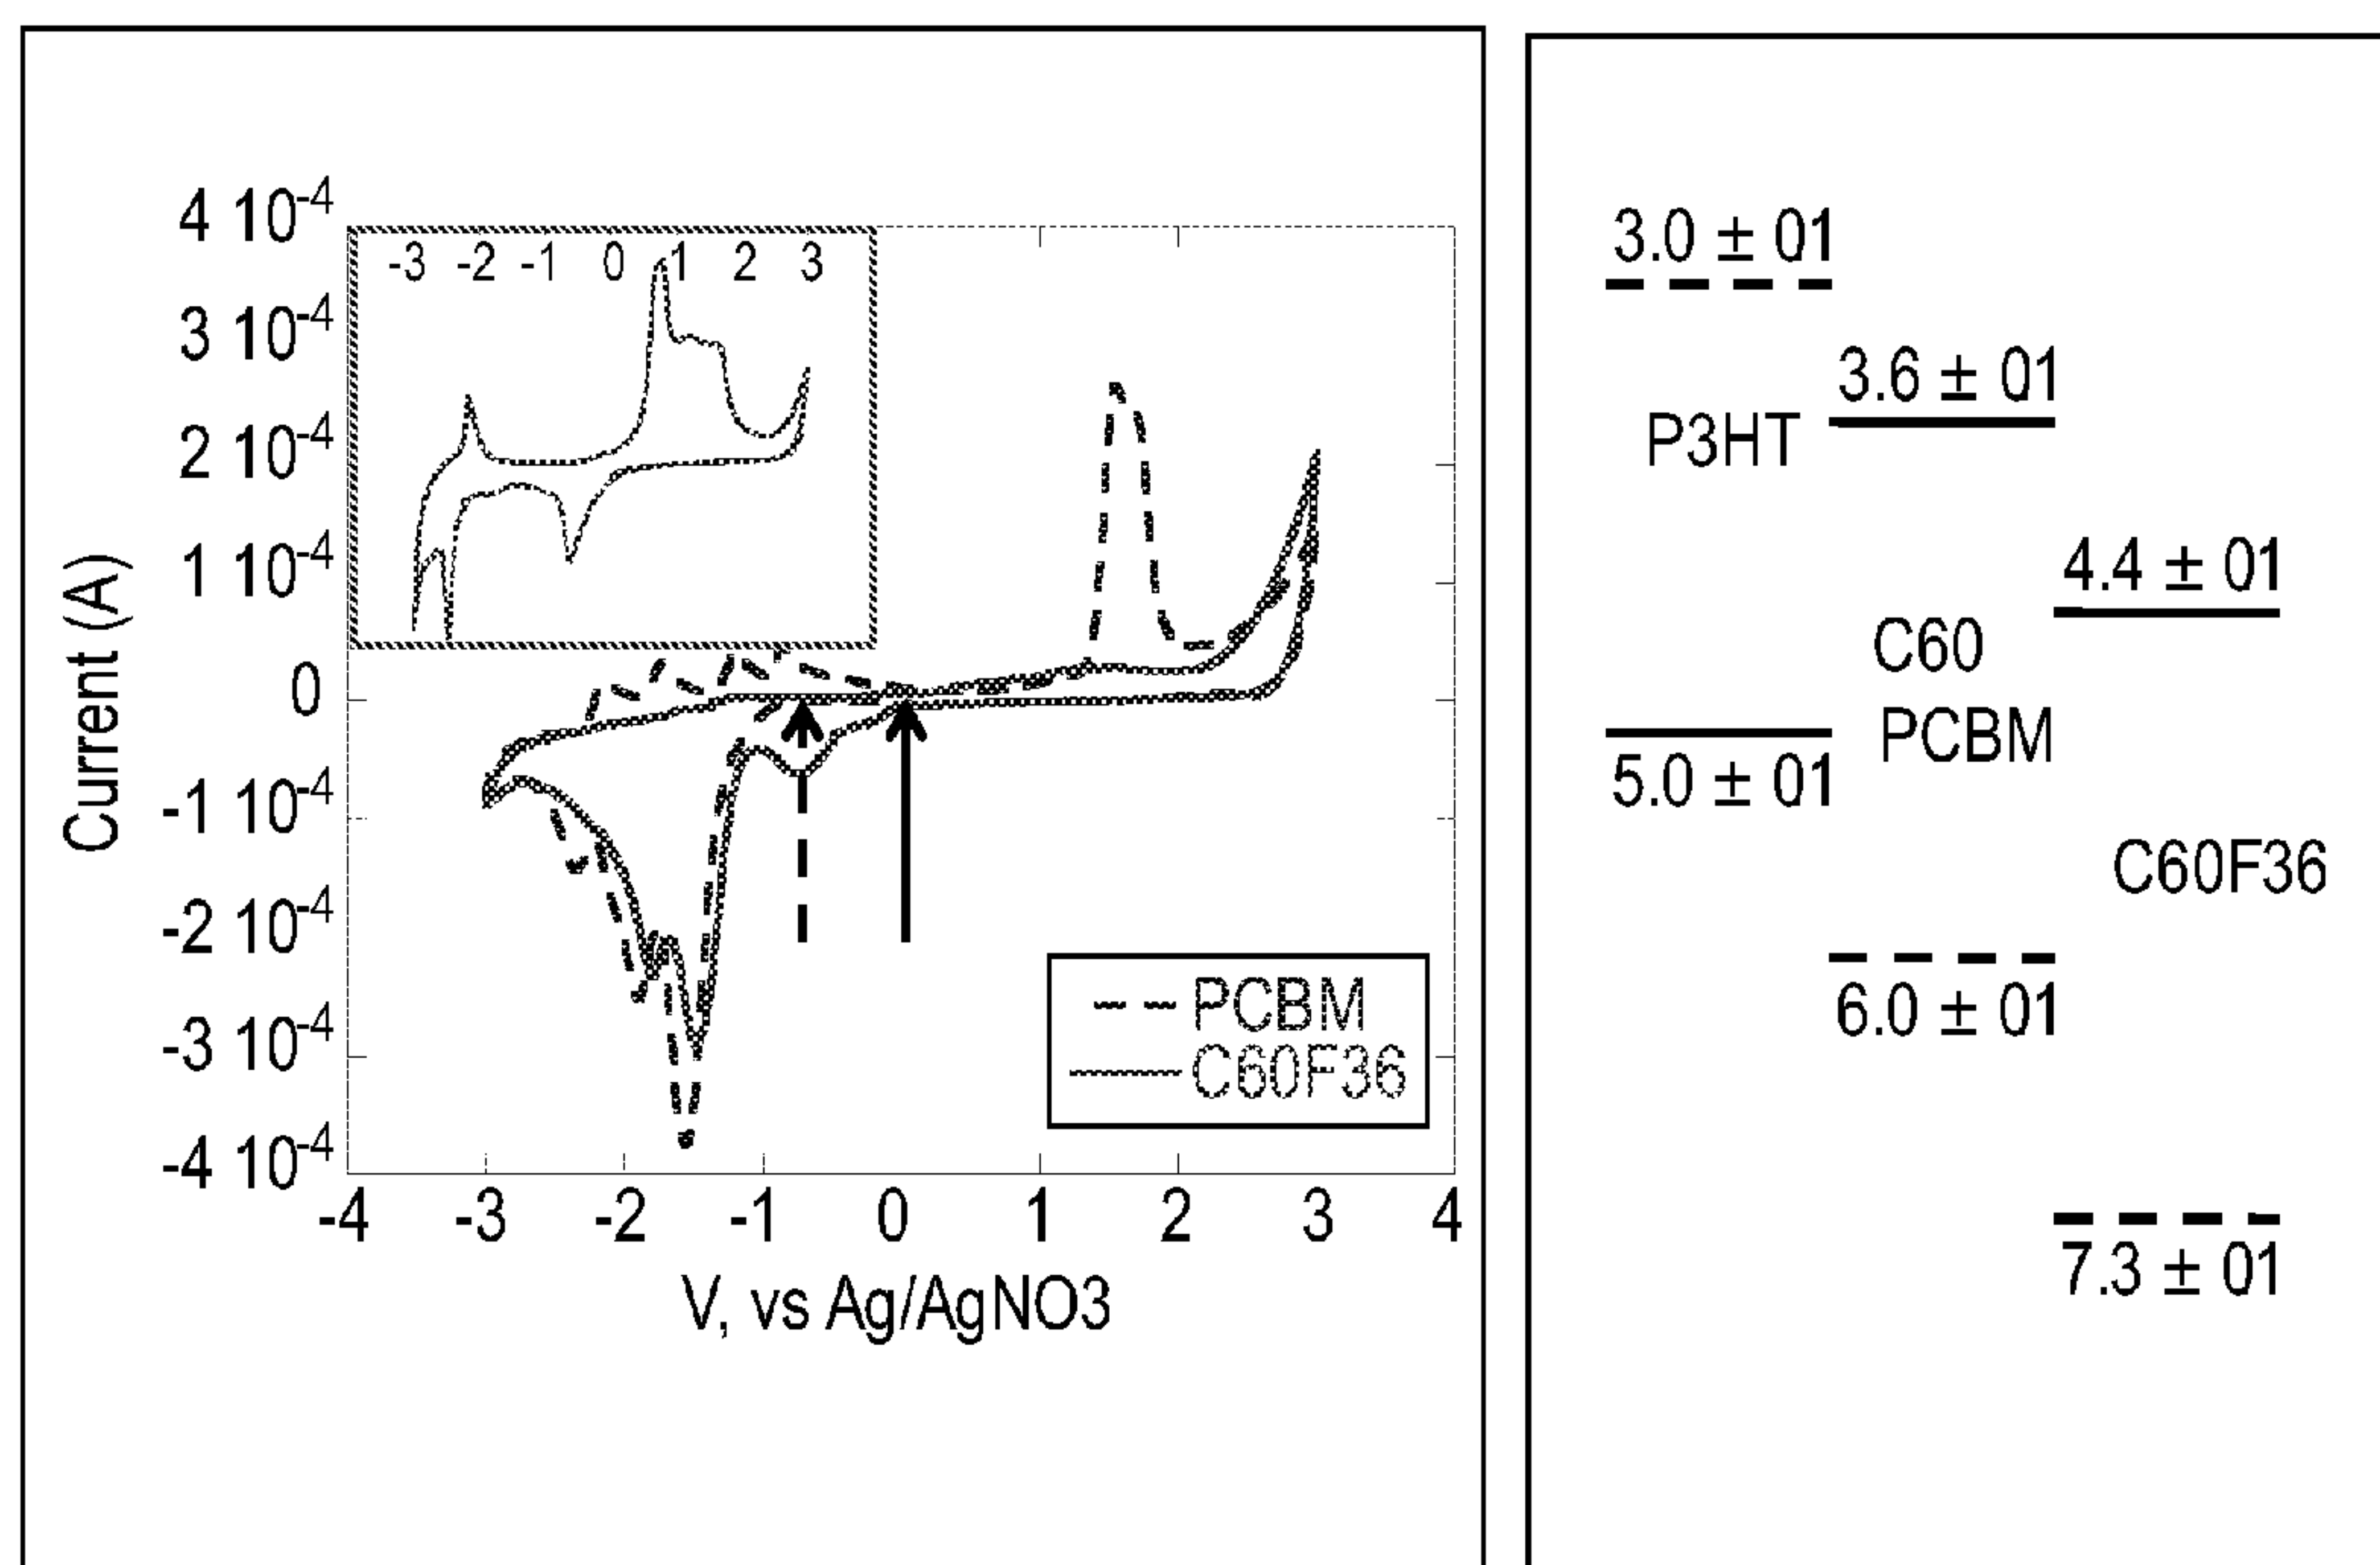 4 10-4
3 10-4
2 10-4
1 10-4
0
-1 10-4
-2 10-4
-3 10-4
-4 10-4
Current (A)
-3 -2 -1 0 1 2 3
PCBM
C60F36
-4 -3 -2 -1 0 1 2 3 4
V, vs Ag/AgNO3
3.0 ± 01
3.6 ± 01
P3HT
4.4 ± 01
C60
PCBM
5.0 ± 01
C60F36
6.0 ± 01
7.3 ± 01